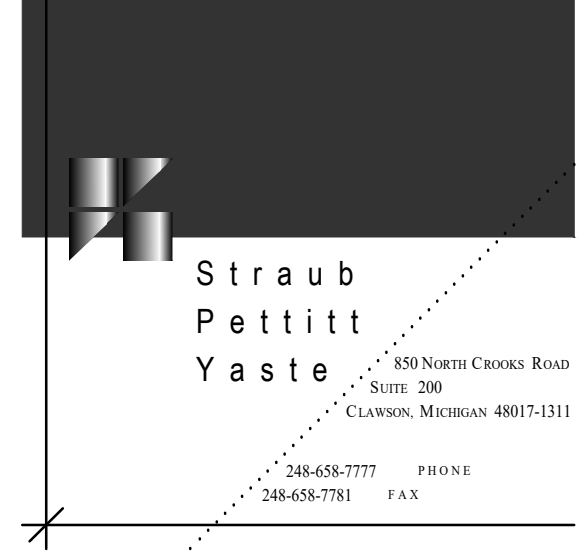 Straub
Pettitt
Yaste
850 NORTH CROOKS ROAD
SUITE 200
CLAWSON, MICHIGAN 48017-1311
248-658-7777 PHONE
248-658-7781 FAX